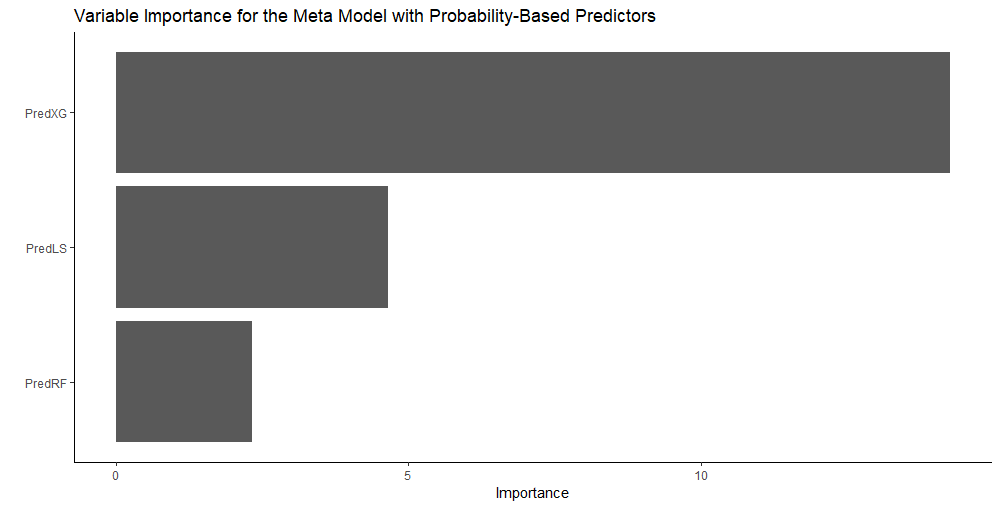 Variable Importance for the Meta Model with Probability-Based Predictors
PredXG
PredLS
PredRF
0 5 10
Importance